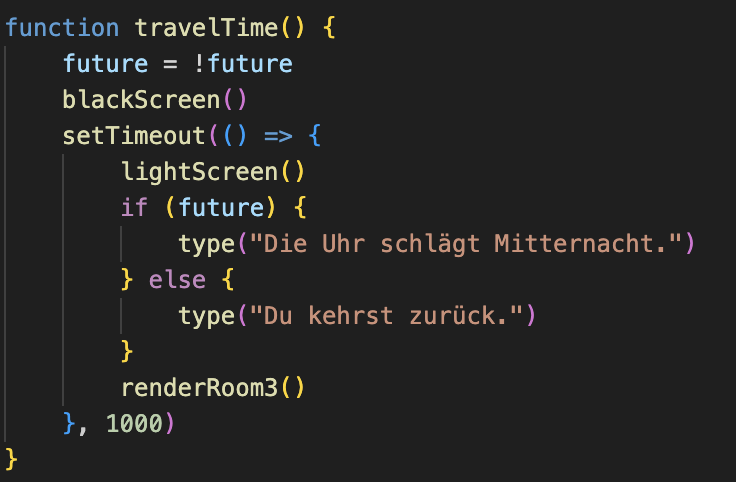 function travelTime() {
    future = !future
    blackScreen()
    setTimeout(() => {
        lightScreen()
        if (future) {
            type("Die Uhr schlägt Mitternacht.")
        } else {
            type("Du kehrst zurück.")
        }
        renderRoom3()
    }, 1000)
}